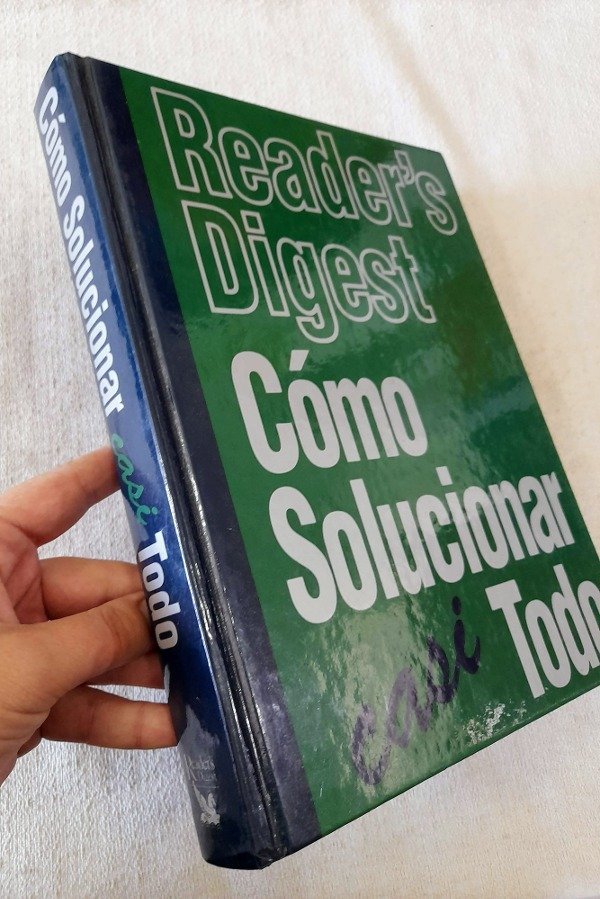 Cómo Solucionar casi Todo
Reader's
Digest
Cómo
Solucionar
casi Todo